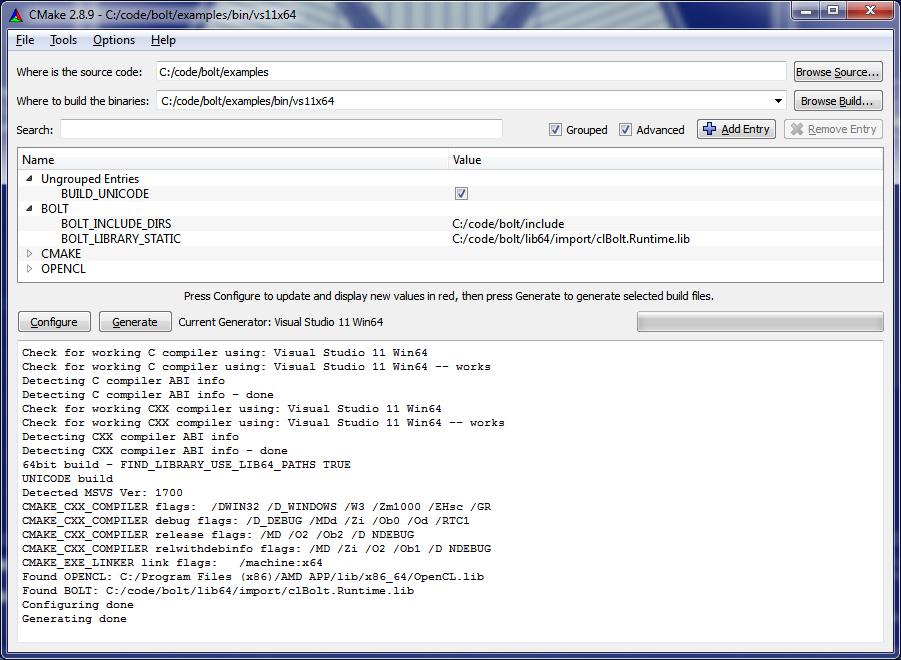 CMake 2.8.9 - C:/code/bolt/examples/bin/vs11x64
File Tools Options Help
Where is the source code: C:/code/bolt/examples Browse Source...
Where to build the binaries: C:/code/bolt/examples/bin/vs11x64 Browse Build...
Search: Grouped Advanced Add Entry Remove Entry
Name Value
Ungrouped Entries
BUILD_UNICODE
BOLT
BOLT_INCLUDE_DIRS C:/code/bolt/include
BOLT_LIBRARY_STATIC C:/code/bolt/lib64/import/clBolt.Runtime.lib
CMAKE
OPENCL
Press Configure to update and display new values in red, then press Generate to generate selected build files.
Configure Generate Current Generator: Visual Studio 11 Win64
Check for working C compiler using: Visual Studio 11 Win64
Check for working C compiler using: Visual Studio 11 Win64 -- works
Detecting C compiler ABI info
Detecting C compiler ABI info - done
Check for working CXX compiler using: Visual Studio 11 Win64
Check for working CXX compiler using: Visual Studio 11 Win64 -- works
Detecting CXX compiler ABI info
Detecting CXX compiler ABI info - done
64bit build - FIND_LIBRARY_USE_LIB64_PATHS TRUE
UNICODE build
Detected MSVS Ver: 1700
CMAKE_CXX_COMPILER flags:  /DWIN32 /D_WINDOWS /W3 /Zm1000 /EHsc /GR
CMAKE_CXX_COMPILER debug flags: /D_DEBUG /MDd /Zi /Ob0 /Od /RTC1
CMAKE_CXX_COMPILER release flags: /MD /O2 /Ob2 /D NDEBUG
CMAKE_CXX_COMPILER relwithdebinfo flags: /MD /Zi /O2 /Ob1 /D NDEBUG
CMAKE_EXE_LINKER link flags:   /machine:x64
Found OPENCL: C:/Program Files (x86)/AMD APP/lib/x86_64/OpenCL.lib
Found BOLT: C:/code/bolt/lib64/import/clBolt.Runtime.lib
Configuring done
Generating done